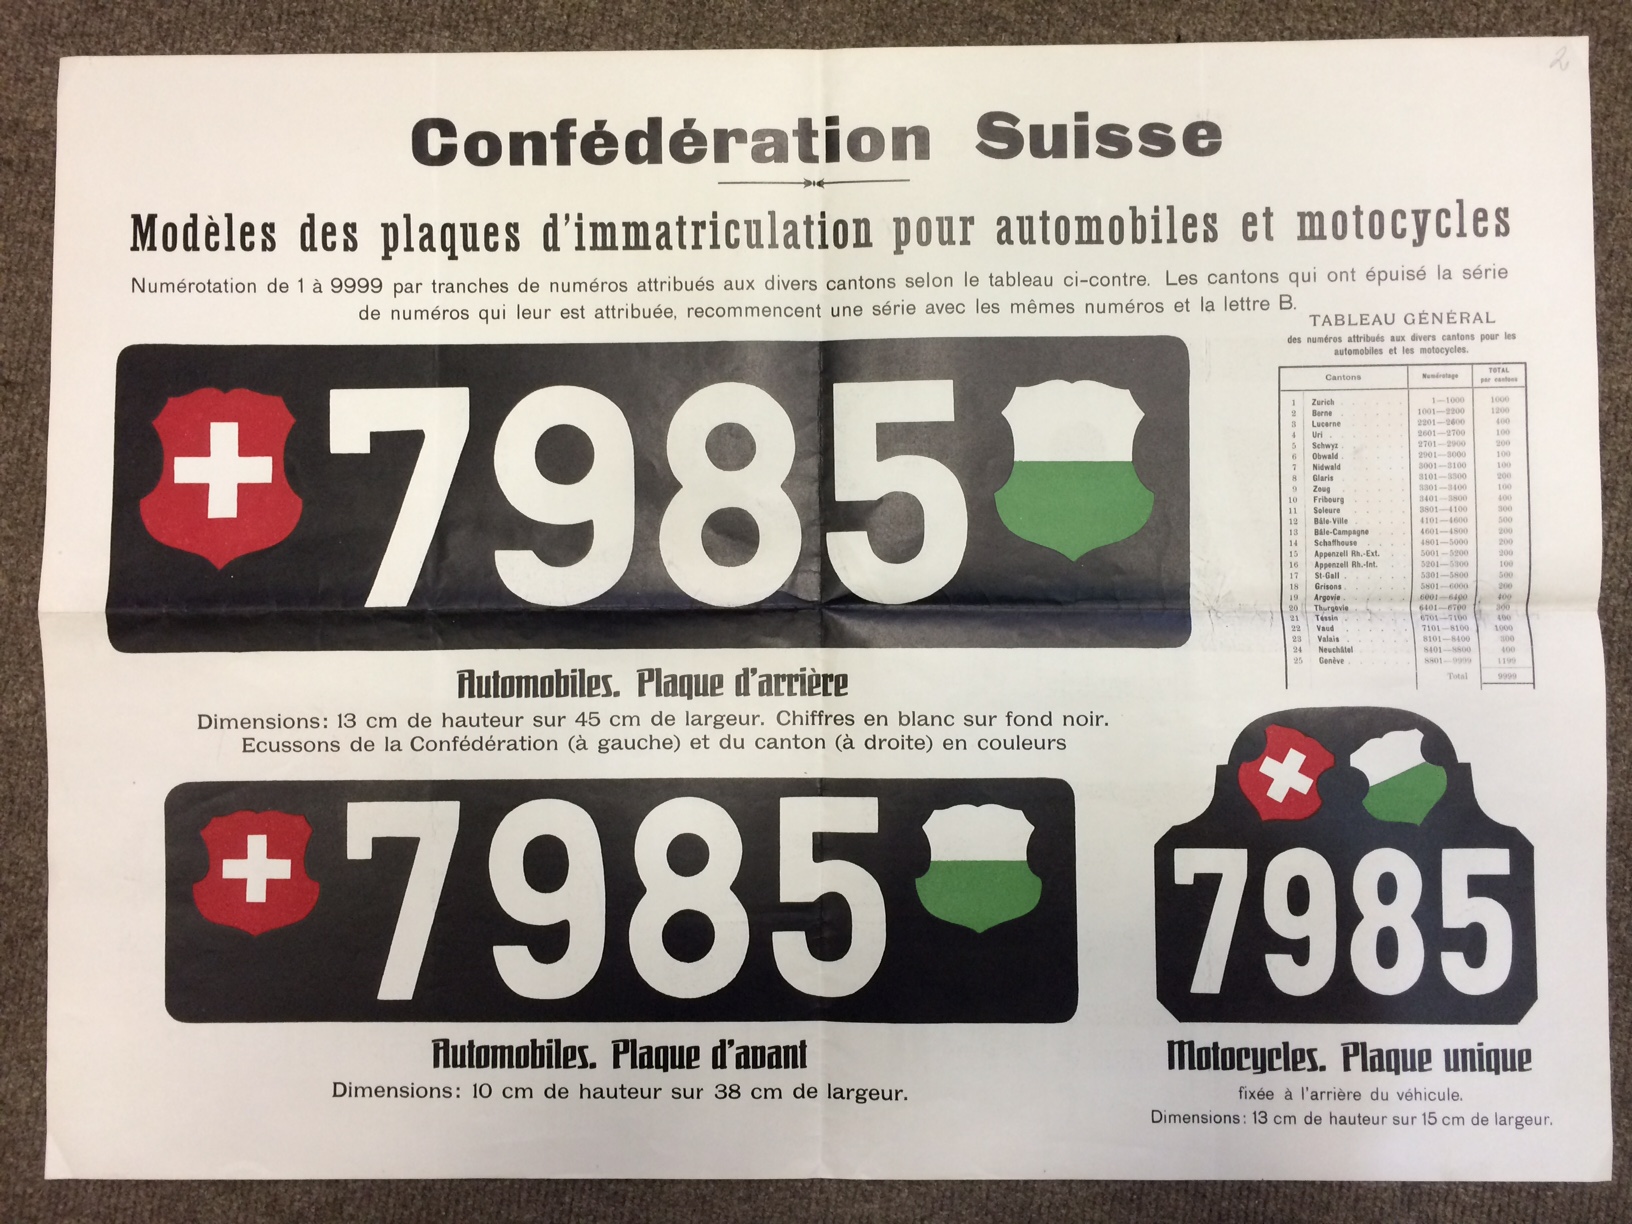 2
Confédération Suisse
Modèles des plaques d'immatriculation pour automobiles et motocycles
Numérotation de 1 à 9999 par tranches de numéros attribués aux divers cantons selon le tableau ci-contre. Les cantons qui ont épuisé la série
de numéros qui leur est attribuée, recommencent une série avec les mêmes numéros et la lettre B.
TABLEAU GÉNÉRAL
des numéros attribués aux divers cantons pour les
automobiles et les motocycles.
Cantons Numérotage TOTAL par cantons
1 Zurich 1—1000 1000
2 Berne 1001—2200 1200
3 Lucerne 2201—2600 400
4 Uri 2601—2700 100
5 Schwyz 2701—2900 200
6 Obwald 2901—3000 100
7 Nidwald 3001—3100 100
8 Glaris 3101—3300 200
9 Zoug 3301—3400 100
10 Fribourg 3401—3800 400
11 Soleure 3801—4100 300
12 Bâle-Ville 4101—4600 500
13 Bâle-Campagne 4601—4800 200
14 Schaffhouse 4801—5000 200
15 Appenzell Rh.-Ext. 5001—5200 200
16 Appenzell Rh.-Int. 5201—5300 100
17 St-Gall 5301—5800 500
18 Grisons 5801—6000 200
19 Argovie 6001—6400 400
20 Thurgovie 6401—6700 300
21 Tessin 6701—7100 400
22 Vaud 7101—8100 1000
23 Valais 8101—8400 300
24 Neuchâtel 8401—8800 400
25 Genève 8801—9999 1199
Total 9999
7985
Automobiles. Plaque d'arrière
Dimensions: 13 cm de hauteur sur 45 cm de largeur. Chiffres en blanc sur fond noir.
Ecussons de la Confédération (à gauche) et du canton (à droite) en couleurs
7985
Automobiles. Plaque d'avant
Dimensions: 10 cm de hauteur sur 38 cm de largeur.
7985
Motocycles. Plaque unique
fixée à l'arrière du véhicule.
Dimensions: 13 cm de hauteur sur 15 cm de largeur.